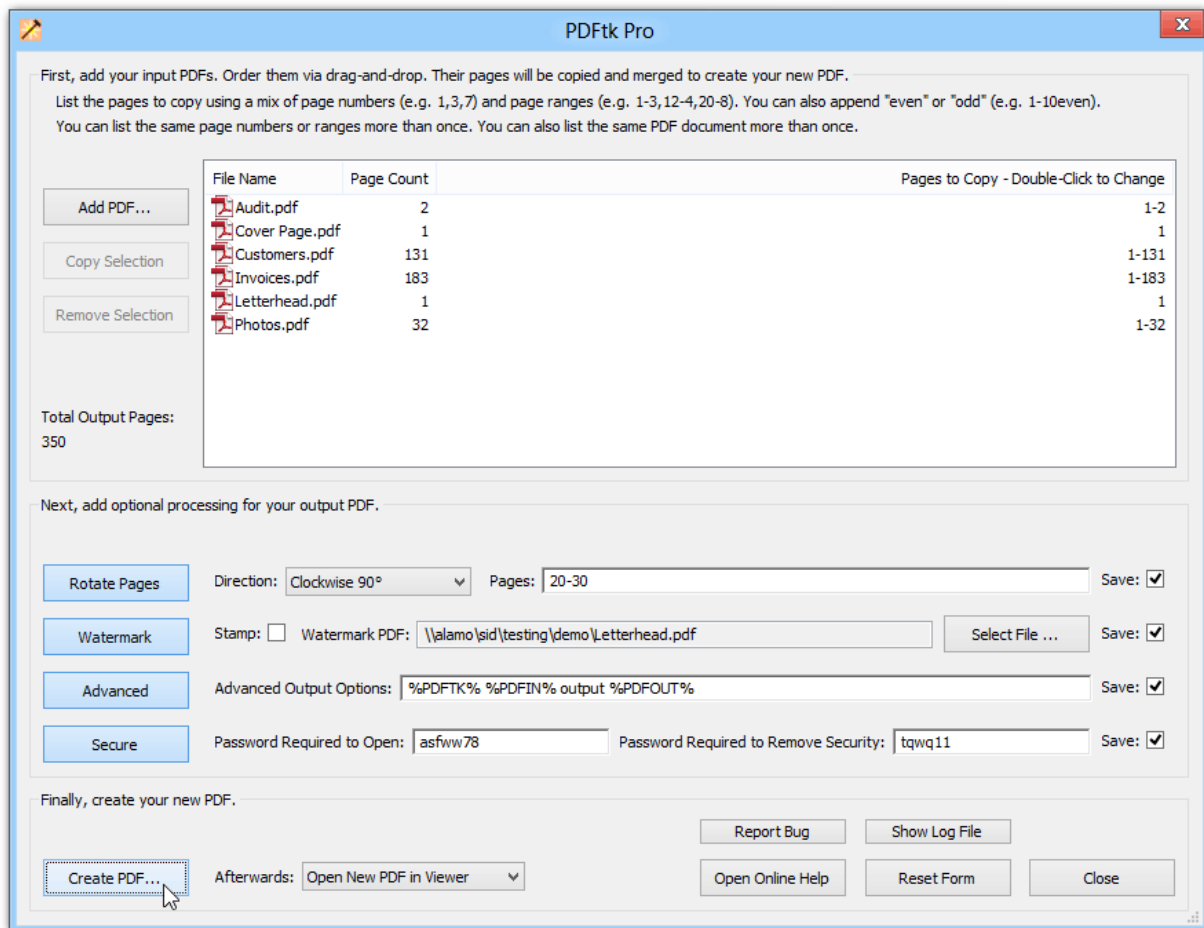 PDFtk Pro
First, add your input PDFs. Order them via drag-and-drop. Their pages will be copied and merged to create your new PDF.
List the pages to copy using a mix of page numbers (e.g. 1,3,7) and page ranges (e.g. 1-3,12-4,20-8). You can also append "even" or "odd" (e.g. 1-10even).
You can list the same page numbers or ranges more than once. You can also list the same PDF document more than once.
File Name Page Count Pages to Copy - Double-Click to Change
Add PDF...
Audit.pdf 2 1-2
Cover Page.pdf 1 1
Copy Selection
Customers.pdf 131 1-131
Invoices.pdf 183 1-183
Remove Selection
Letterhead.pdf 1 1
Photos.pdf 32 1-32
Total Output Pages:
350
Next, add optional processing for your output PDF.
Rotate Pages Direction: Clockwise 90° Pages: 20-30 Save:
Watermark Stamp: Watermark PDF: \\alamo\sid\testing\demo\Letterhead.pdf Select File ... Save:
Advanced Advanced Output Options: %PDFTK% %PDFIN% output %PDFOUT% Save:
Secure Password Required to Open: asfww78 Password Required to Remove Security: tqwq11 Save:
Finally, create your new PDF.
Report Bug Show Log File
Create PDF... Afterwards: Open New PDF in Viewer Open Online Help Reset Form Close